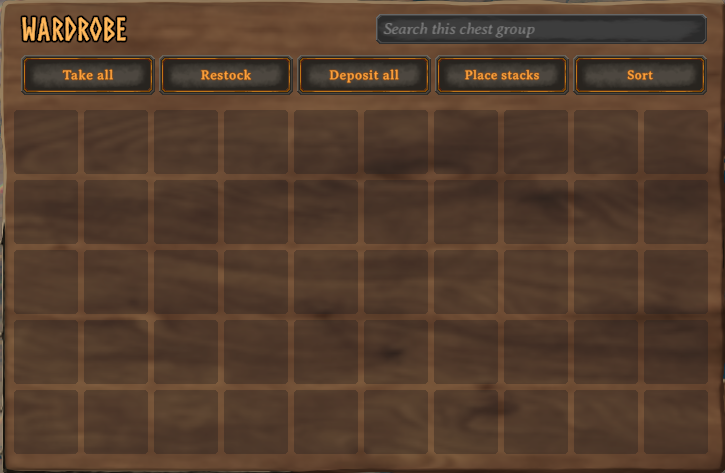 WARDROBE
Search this chest group
Take all
Restock
Deposit all
Place stacks
Sort